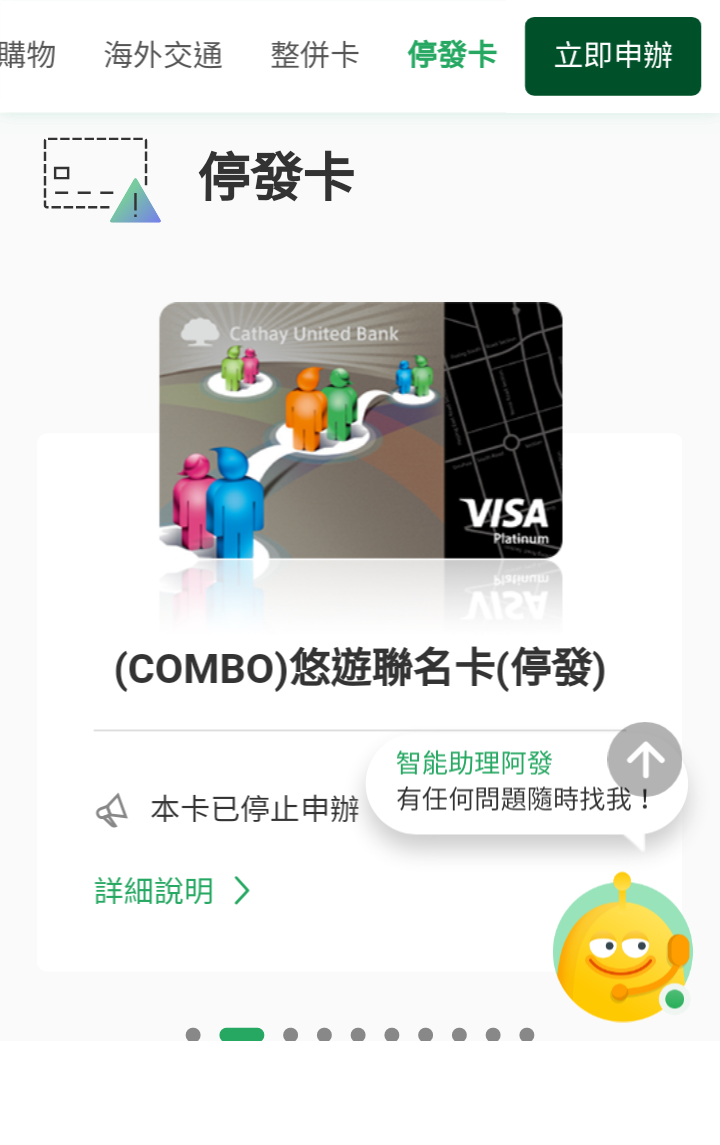 購物 海外交通 整併卡 停發卡 立即申辦
停發卡
Cathay United Bank
VISA
Platinum
(COMBO)悠遊聯名卡(停發)
智能助理阿發
有任何問題隨時找我！
本卡已停止申辦
詳細說明